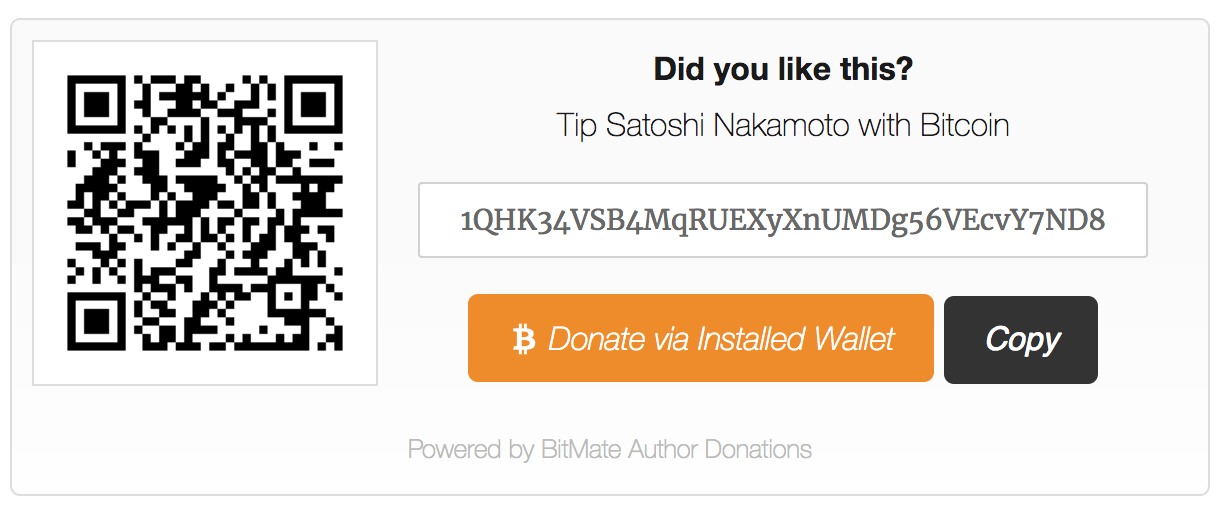 Did you like this?
Tip Satoshi Nakamoto with Bitcoin
1QHK34VSB4MqRUEXyXnUMDg56VEcvY7ND8
Donate via Installed Wallet
Copy
Powered by BitMate Author Donations